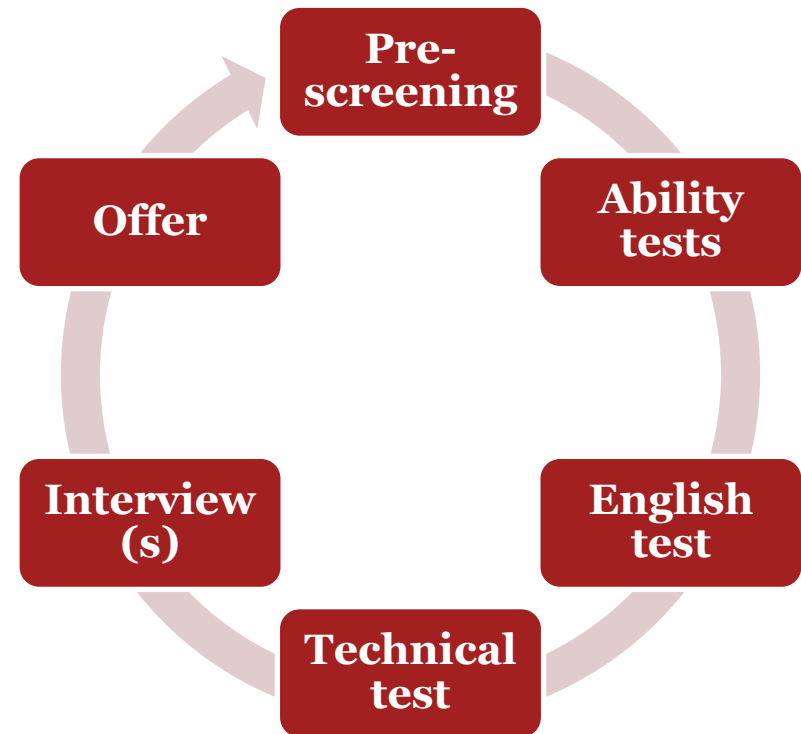 Pre-
screening
Ability
tests
English
test
Technical
test
Interview
(s)
Offer